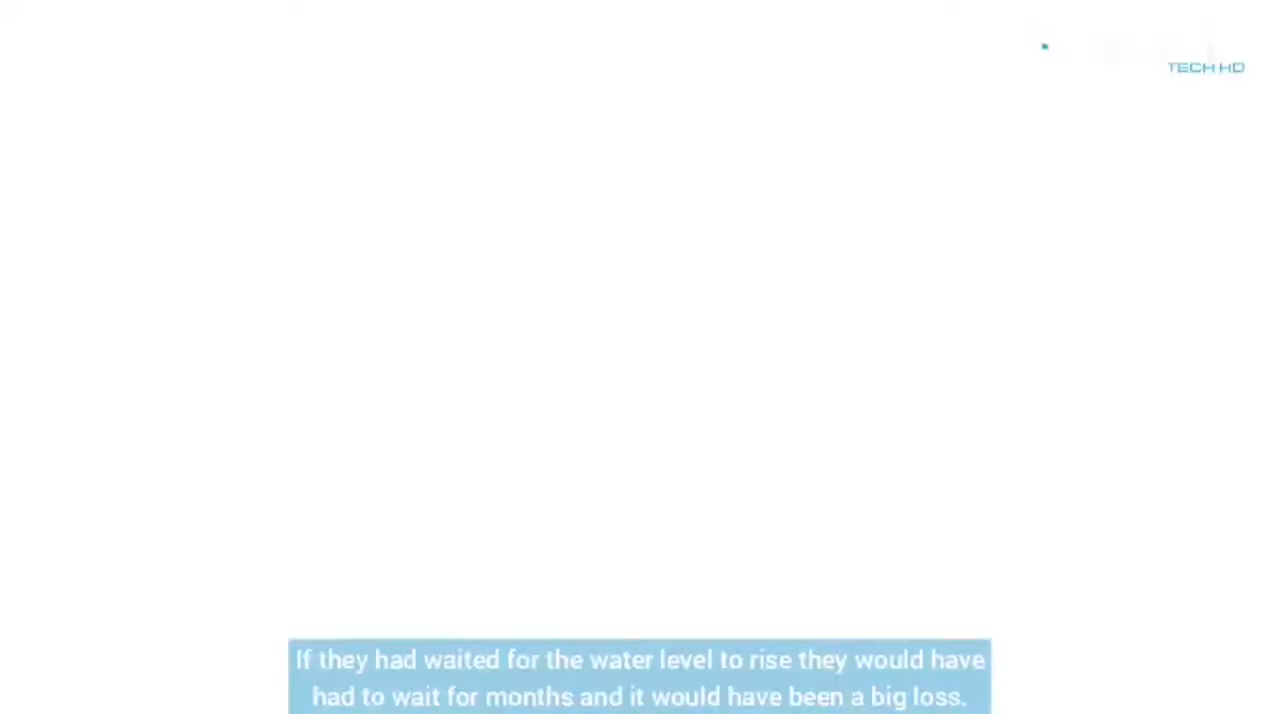 TECH HD
If they had waited for the water level to rise they would have
had to wait for months and it would have been a big loss.